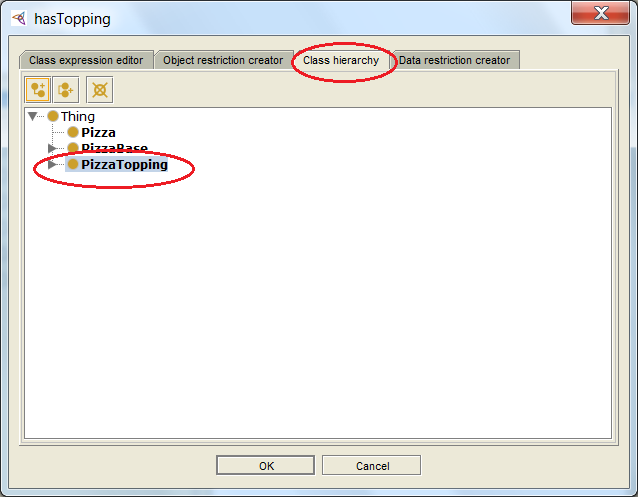 hasTopping
Class expression editor Object restriction creator Class hierarchy Data restriction creator
Thing
Pizza
PizzaBase
PizzaTopping
OK Cancel